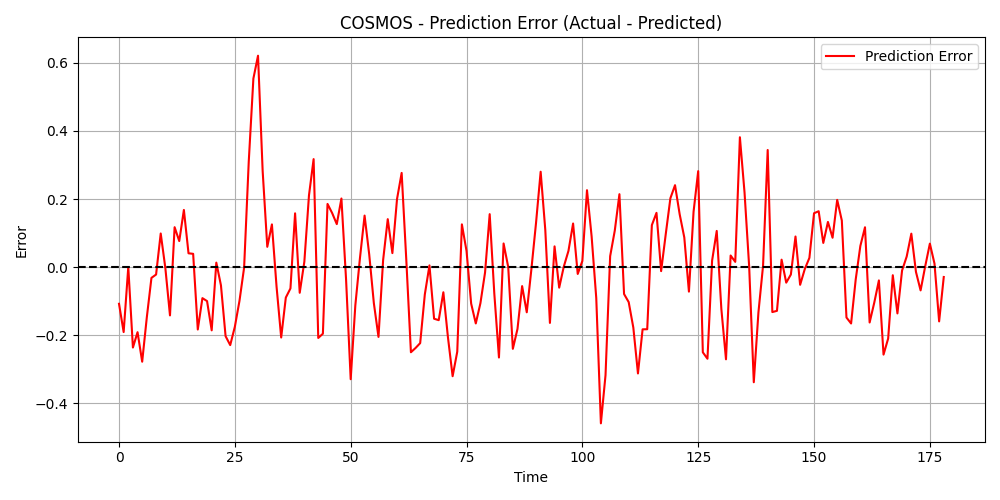 COSMOS - Prediction Error (Actual - Predicted)
Prediction Error
Error
0.6
0.4
0.2
0.0
−0.2
−0.4
0 25 50 75 100 125 150 175
Time